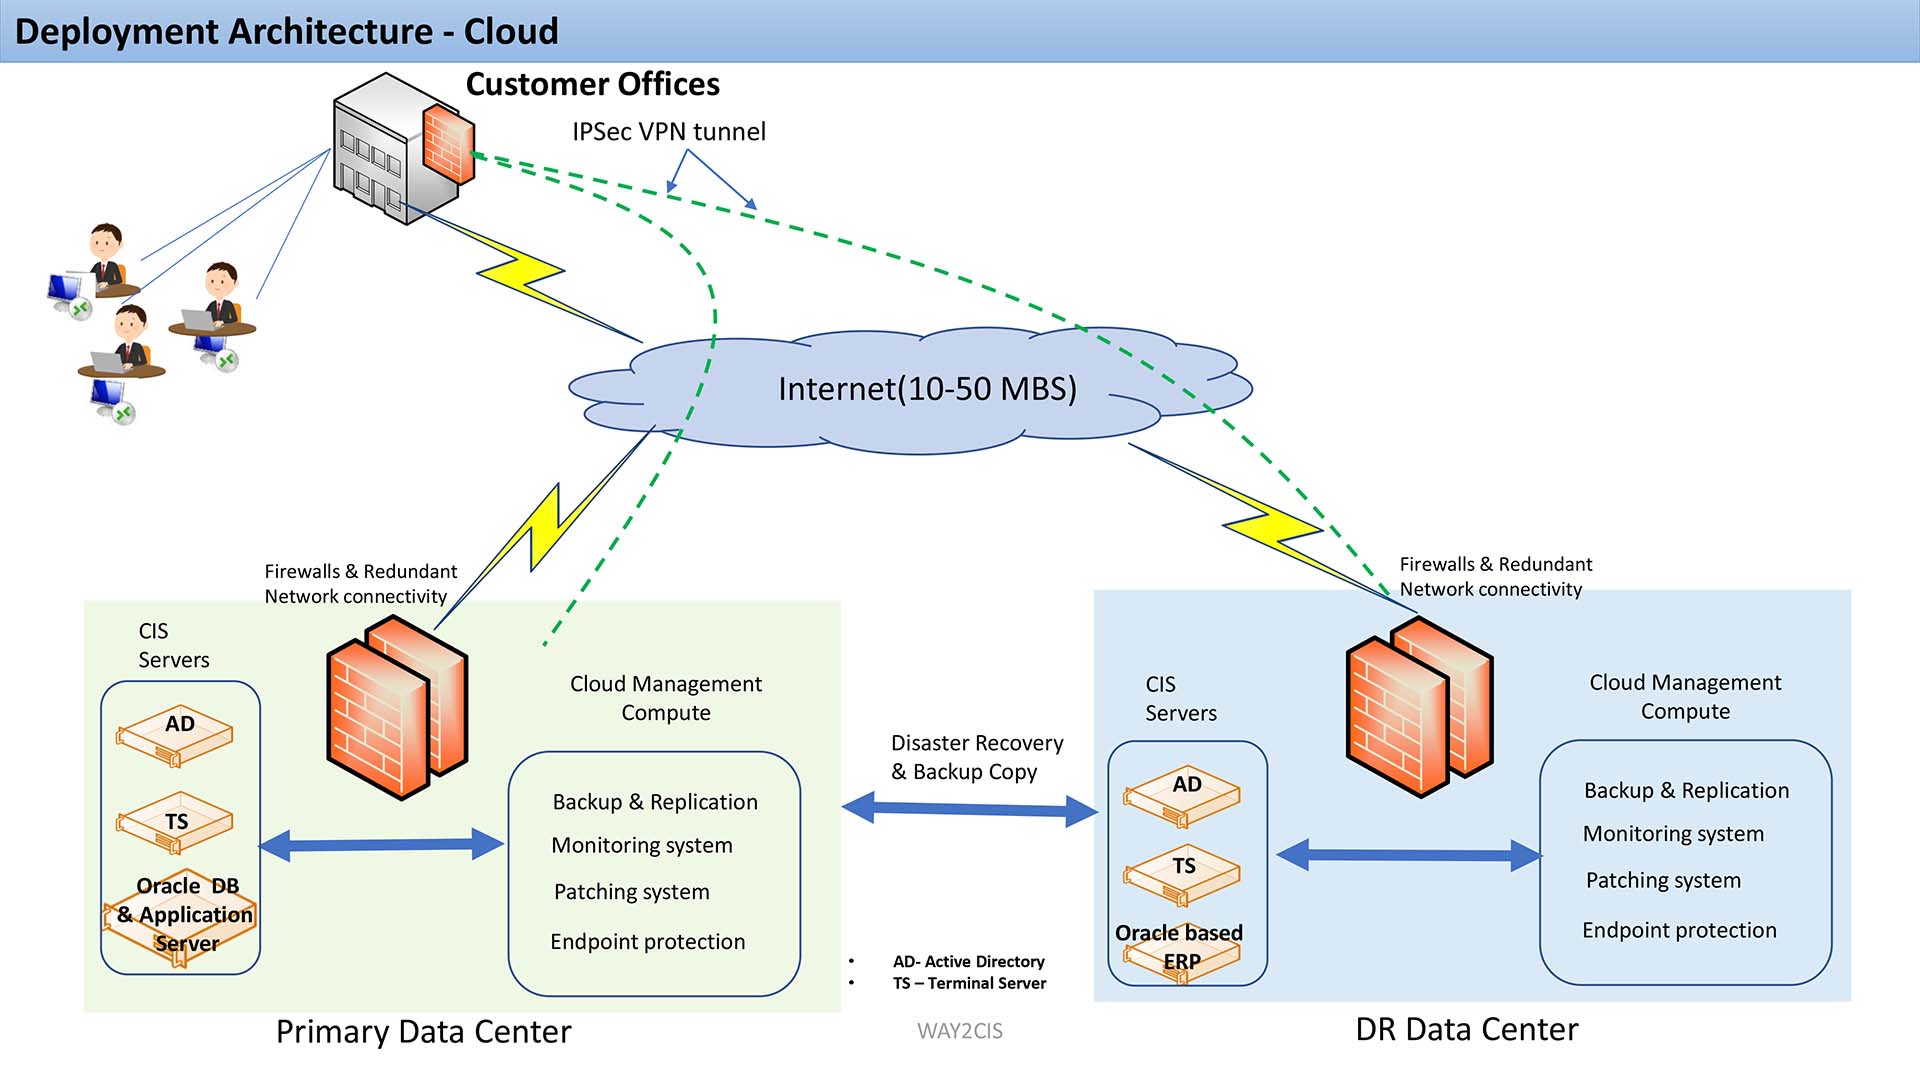 Deployment Architecture - Cloud
Customer Offices
IPSec VPN tunnel
Internet(10-50 MBS)
Firewalls & Redundant
Network connectivity
Firewalls & Redundant
Network connectivity
CIS
Servers
AD
TS
Oracle DB
& Application
Server
Cloud Management
Compute
Backup & Replication
Monitoring system
Patching system
Endpoint protection
Disaster Recovery
& Backup Copy
CIS
Servers
AD
TS
Oracle based
ERP
Cloud Management
Compute
Backup & Replication
Monitoring system
Patching system
Endpoint protection
• AD- Active Directory
• TS – Terminal Server
Primary Data Center
WAY2CIS
DR Data Center